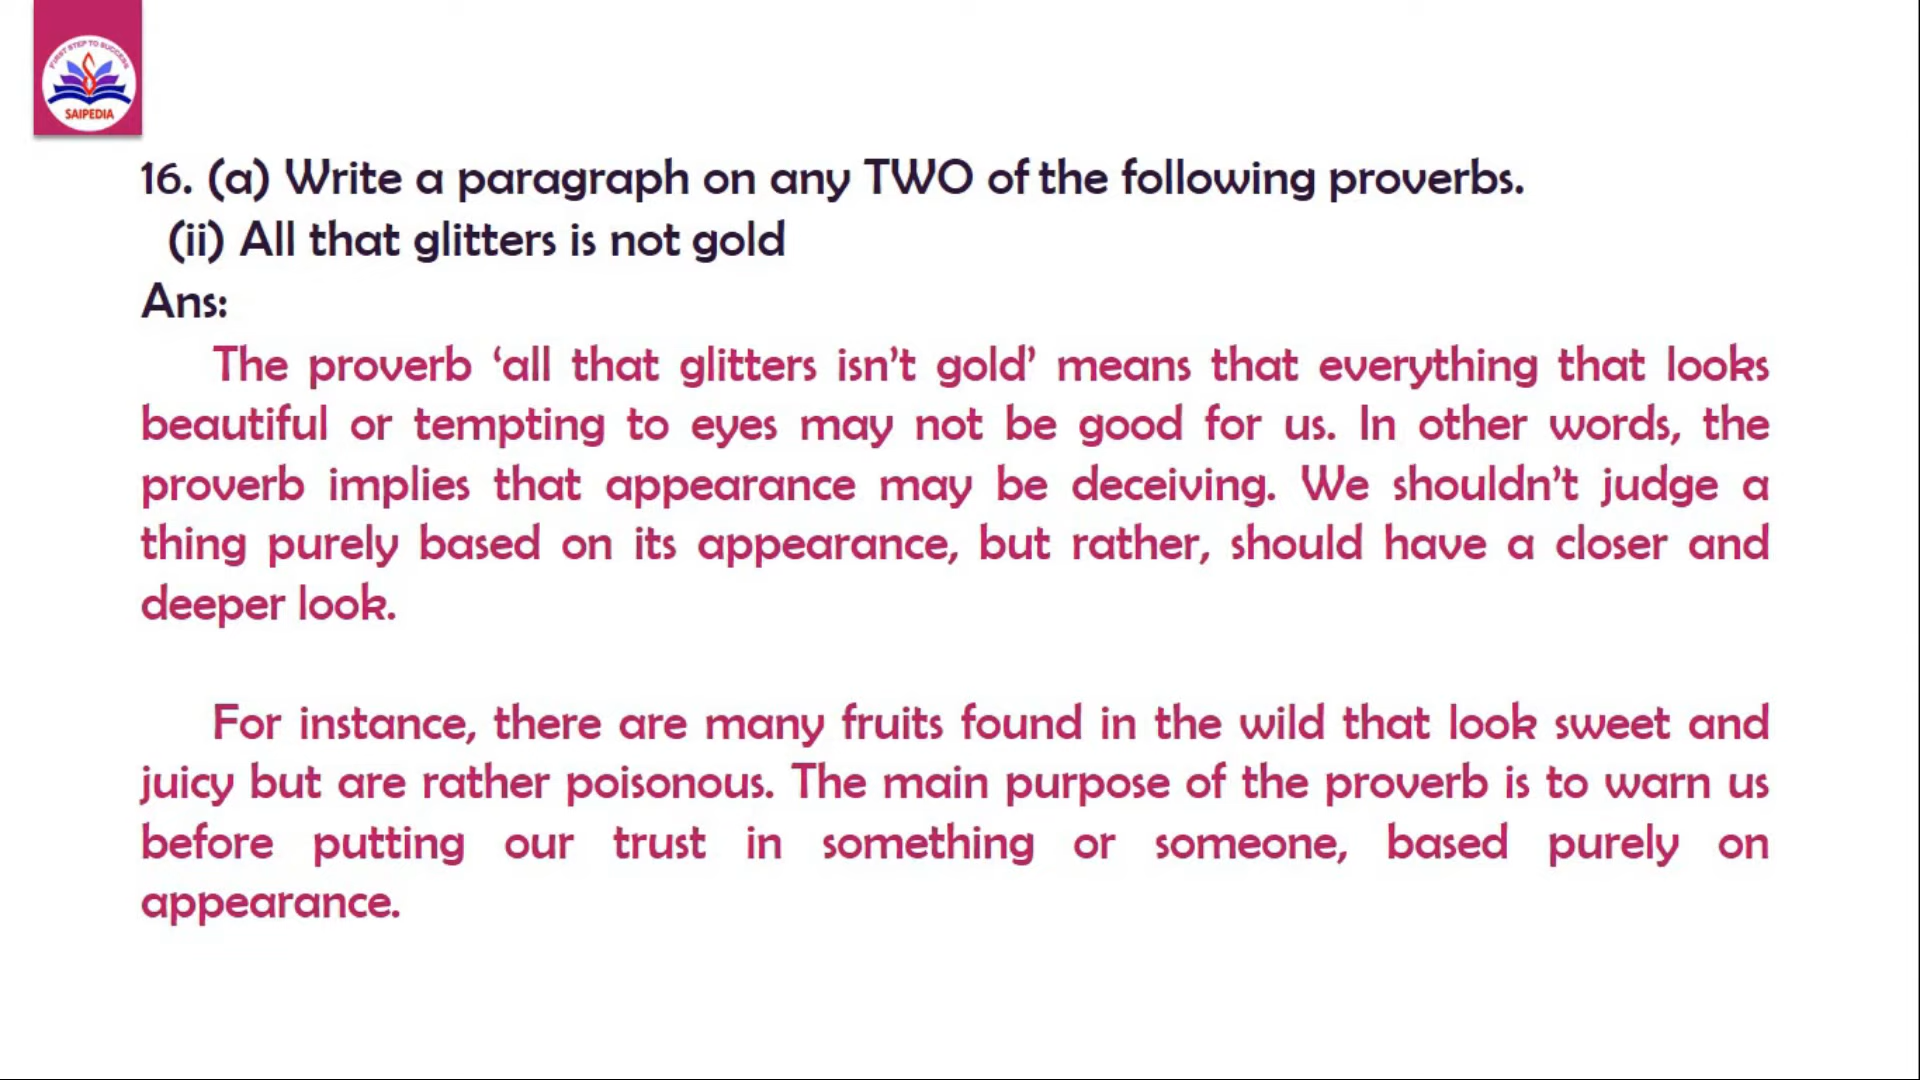 FIRST STEP TO SUCCESS
SAIPEDIA
16. (a) Write a paragraph on any TWO of the following proverbs.
(ii) All that glitters is not gold
Ans:
The proverb ‘all that glitters isn’t gold’ means that everything that looks
beautiful or tempting to eyes may not be good for us. In other words, the
proverb implies that appearance may be deceiving. We shouldn’t judge a
thing purely based on its appearance, but rather, should have a closer and
deeper look.
For instance, there are many fruits found in the wild that look sweet and
juicy but are rather poisonous. The main purpose of the proverb is to warn us
before putting our trust in something or someone, based purely on
appearance.